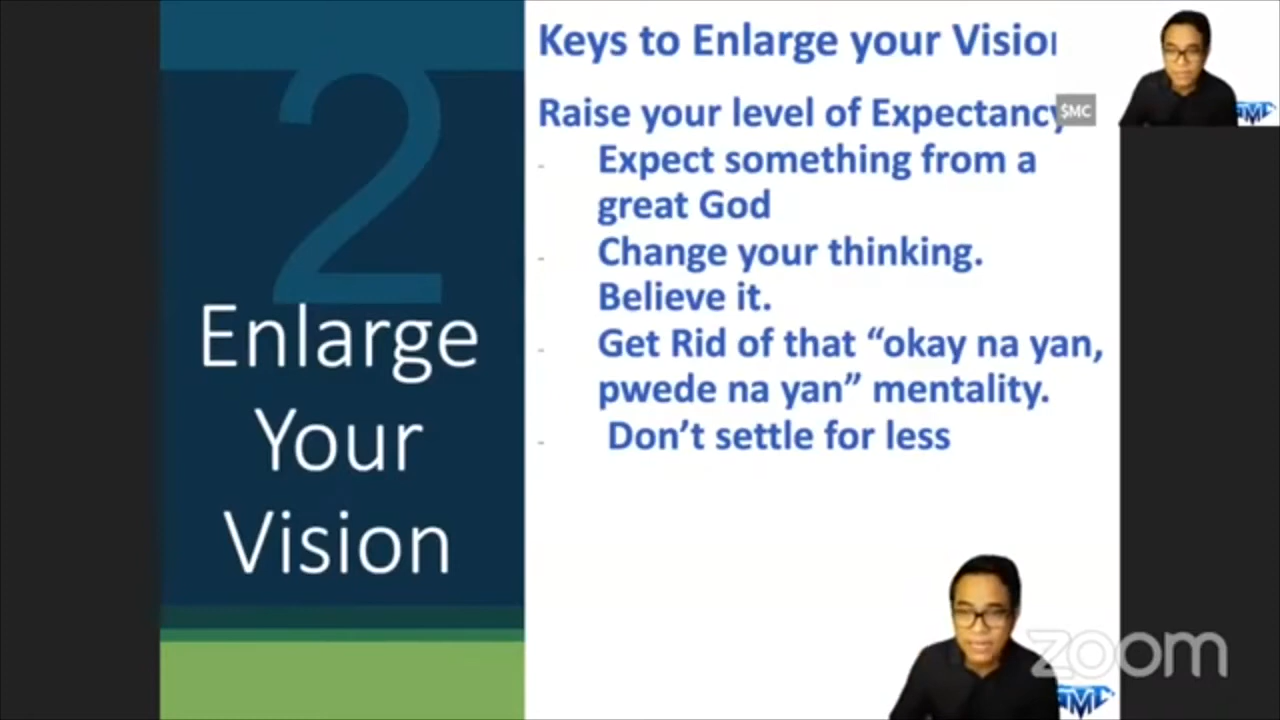 2
Enlarge
Your
Vision
Keys to Enlarge your Vision
Raise your level of Expectancy
- Expect something from a
great God
- Change your thinking.
Believe it.
- Get Rid of that “okay na yan,
pwede na yan” mentality.
- Don’t settle for less
$MC
zoom